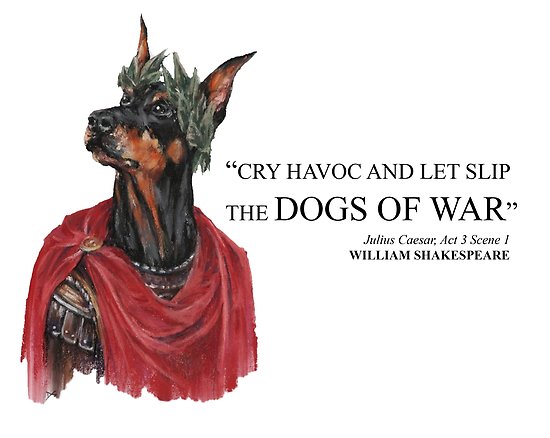 “CRY HAVOC AND LET SLIP
THE DOGS OF WAR”
Julius Caesar, Act 3 Scene 1
WILLIAM SHAKESPEARE